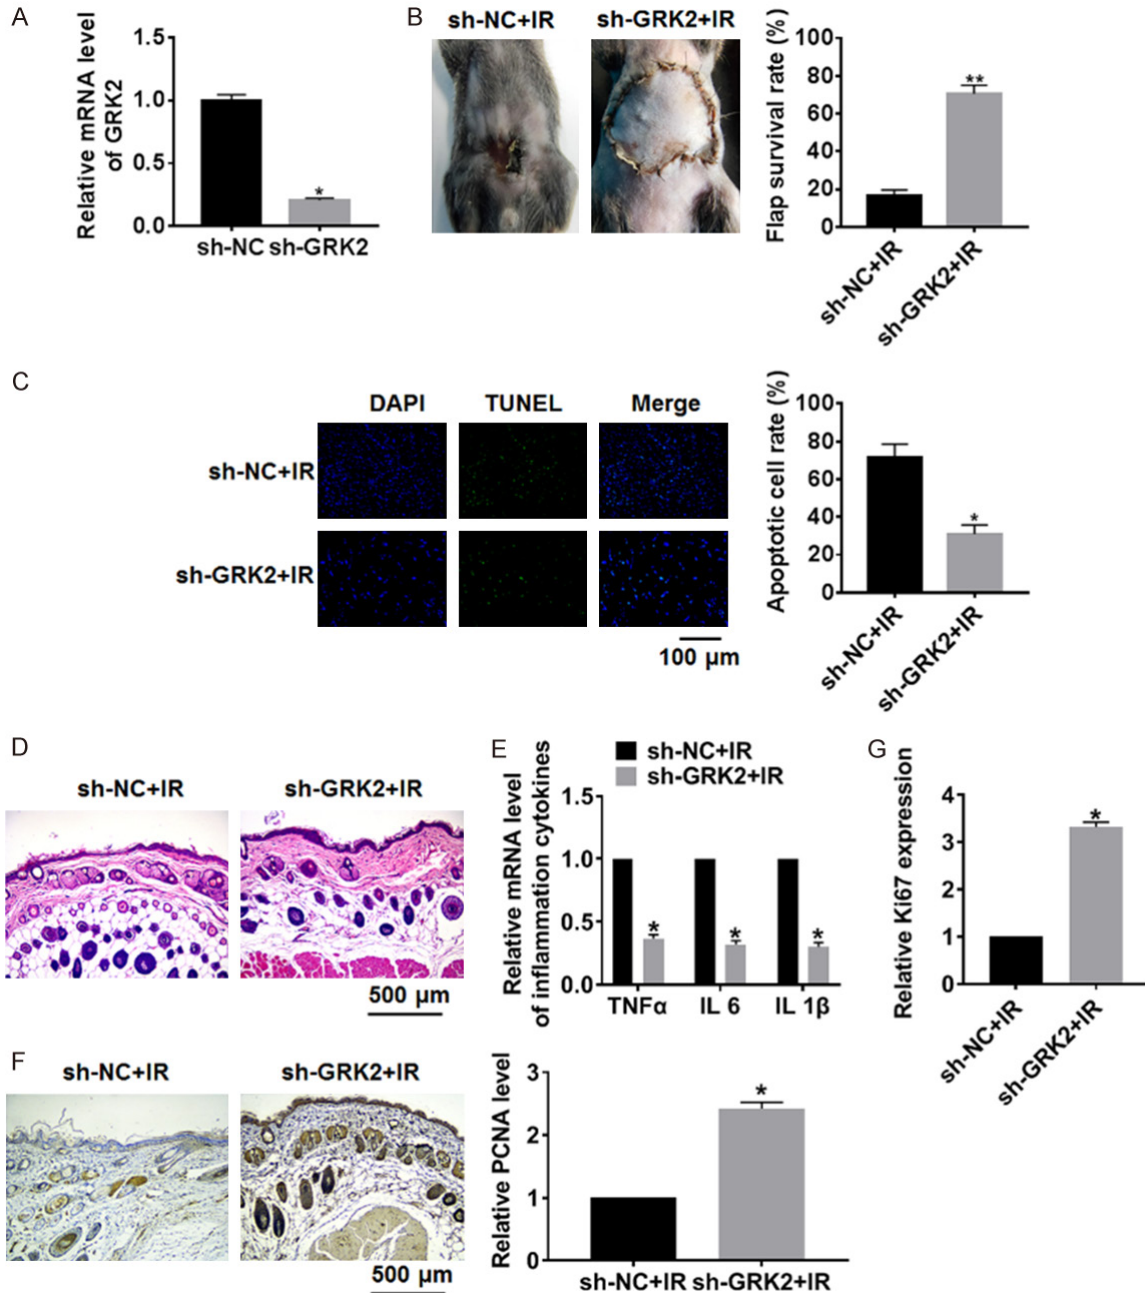 A
Relative mRNA level
of GRK2
1.5
1.0
0.5
0.0
*
sh-NC sh-GRK2
B
sh-NC+IR sh-GRK2+IR
Flap survival rate (%)
100
80
60
40
20
0
**
sh-NC+IR
sh-GRK2+IR
C
DAPI TUNEL Merge
sh-NC+IR
sh-GRK2+IR
100 µm
Apoptotic cell rate (%)
100
80
60
40
20
0
*
sh-NC+IR
sh-GRK2+IR
D
sh-NC+IR sh-GRK2+IR
500 µm
E
sh-NC+IR
sh-GRK2+IR
Relative mRNA level
of inflammation cytokines
1.5
1.0
0.5
0.0
* * *
TNFα IL 6 IL 1β
G
Relative Ki67 expression
4
3
2
1
0
*
sh-NC+IR
sh-GRK2+IR
F
sh-NC+IR sh-GRK2+IR
500 µm
Relative PCNA level
3
2
1
0
*
sh-NC+IR sh-GRK2+IR